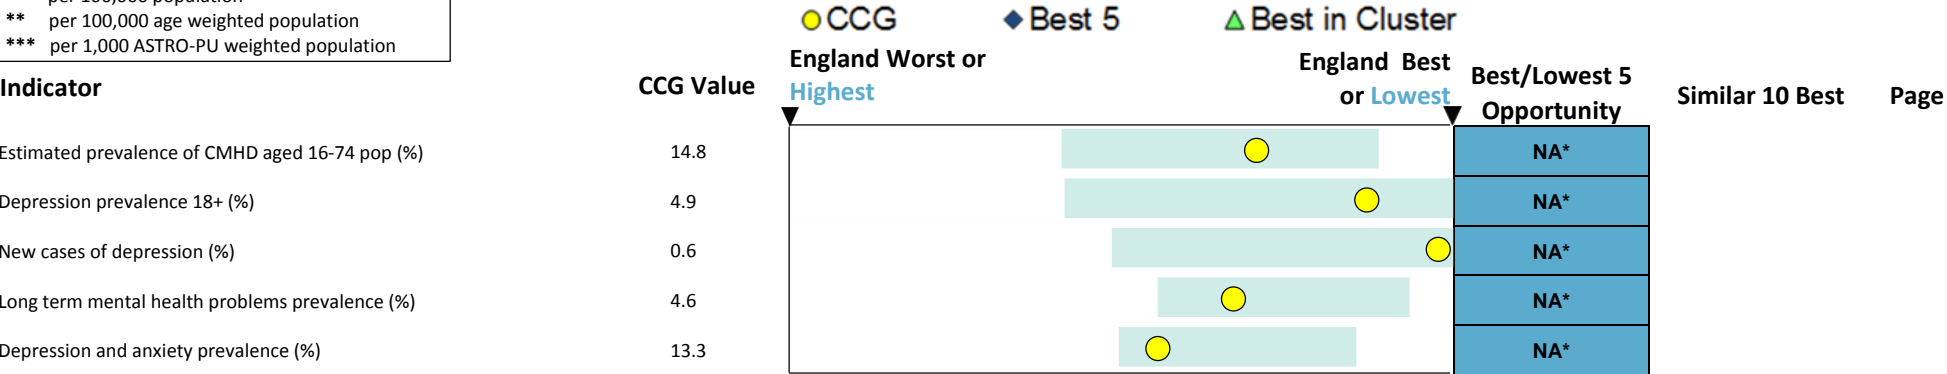 per 100,000 population
** per 100,000 age weighted population
*** per 1,000 ASTRO-PU weighted population
CCG Best 5 Best in Cluster
Indicator CCG Value England Worst or Highest England Best or Lowest Best/Lowest 5 Opportunity Similar 10 Best Page
Estimated prevalence of CMHD aged 16-74 pop (%) 14.8 NA*
Depression prevalence 18+ (%) 4.9 NA*
New cases of depression (%) 0.6 NA*
Long term mental health problems prevalence (%) 4.6 NA*
Depression and anxiety prevalence (%) 13.3 NA*